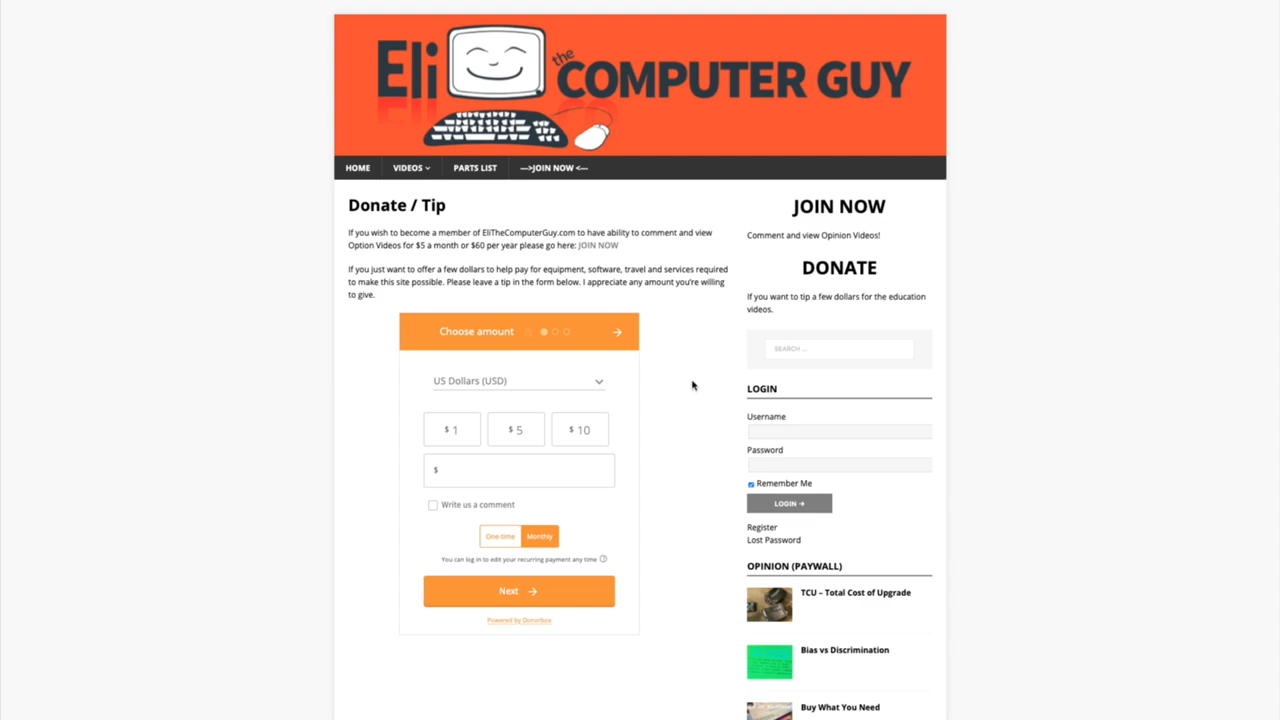 Eli the COMPUTER GUY
HOME VIDEOS PARTS LIST --->JOIN NOW <---
Donate / Tip
If you wish to become a member of EliTheComputerGuy.com to have ability to comment and view
Option Videos for $5 a month or $60 per year please go here: JOIN NOW
If you just want to offer a few dollars to help pay for equipment, software, travel and services required
to make this site possible. Please leave a tip in the form below. I appreciate any amount you're willing
to give.
Choose amount
US Dollars (USD)
$ 1 $ 5 $ 10
$
Write us a comment
One time Monthly
You can log in to edit your recurring payment any time ?
Next
Powered by Donorbox
JOIN NOW
Comment and view Opinion Videos!
DONATE
If you want to tip a few dollars for the education
videos.
SEARCH ...
LOGIN
Username
Password
Remember Me
LOGIN →
Register
Lost Password
OPINION (PAYWALL)
TCU – Total Cost of Upgrade
Bias vs Discrimination
Buy What You Need